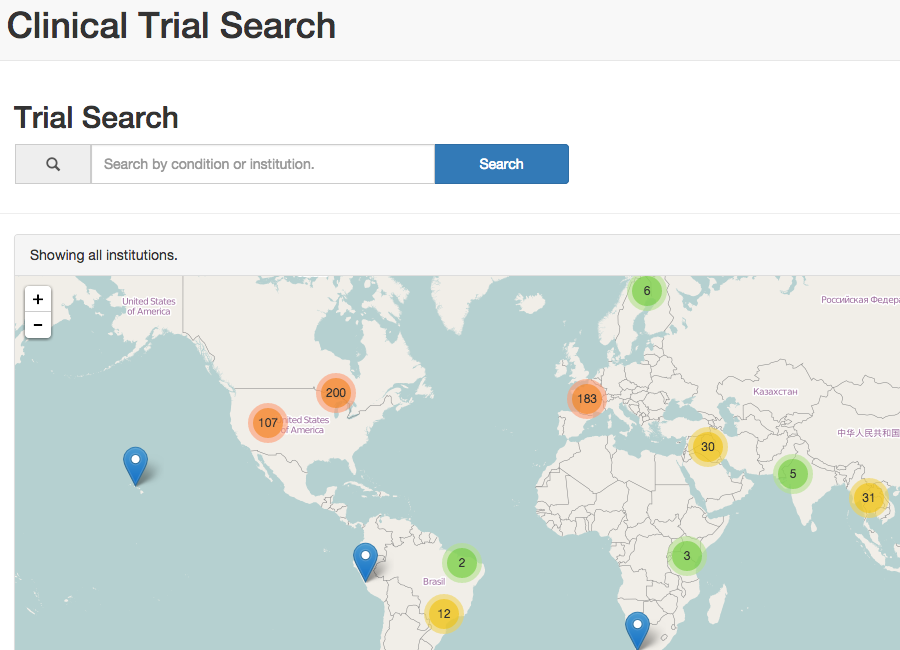 Clinical Trial Search
Trial Search
Search by condition or institution.
Search
Showing all institutions.
+
−
United States
of America
6
Российская Федера
200
183
Казахстан
107
United States
of America
中华人民共和国
30
5
31
3
2
Brasil
12